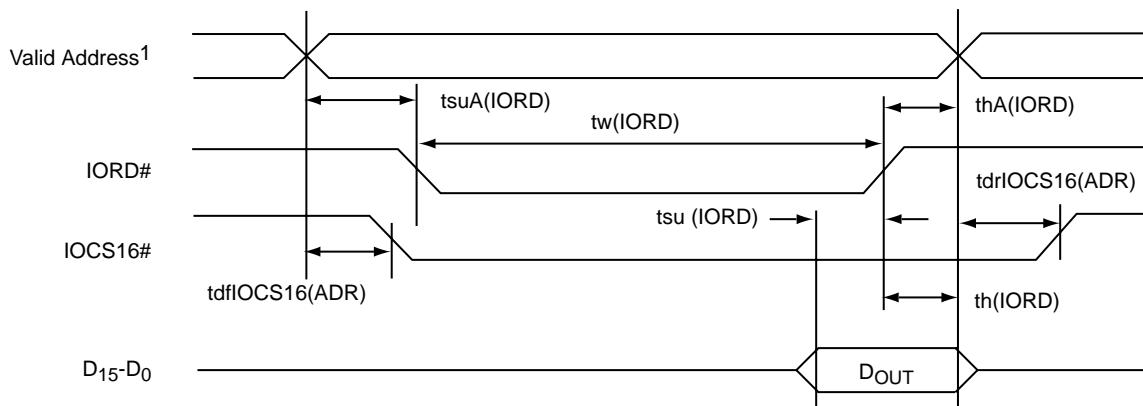 Valid Address1
tsuA(IORD)
thA(IORD)
tw(IORD)
IORD#
tdrIOCS16(ADR)
tsu (IORD)
IOCS16#
tdfIOCS16(ADR)
th(IORD)
D15-D0
DOUT